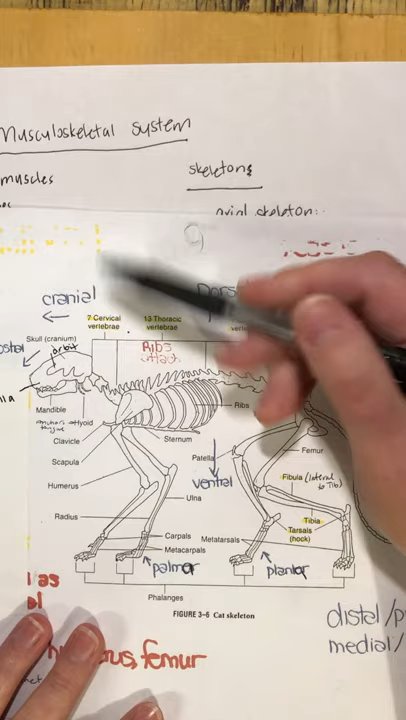 Musculoskeletal system
muscles
skeletons
axial skeleton:
cranial
7 Cervical vertebrae
13 Thoracic vertebrae
Skull (cranium)
orbit
Ribs attach
Mandible
Hyoid
Clavicle
Scapula
Humerus
Radius
Sternum
Ulna
Carpals
Metacarpals
palmar
Ribs
Patella
ventral
Femur
Fibula (lateral to Tib)
Tibia
Tarsals (hock)
Metatarsals
plantar
Phalanges
FIGURE 3–6 Cat skeleton
distal/p
medial/
humerus, femur